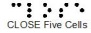 ⠉⠇⠕⠎⠑
CLOSE Five Cells